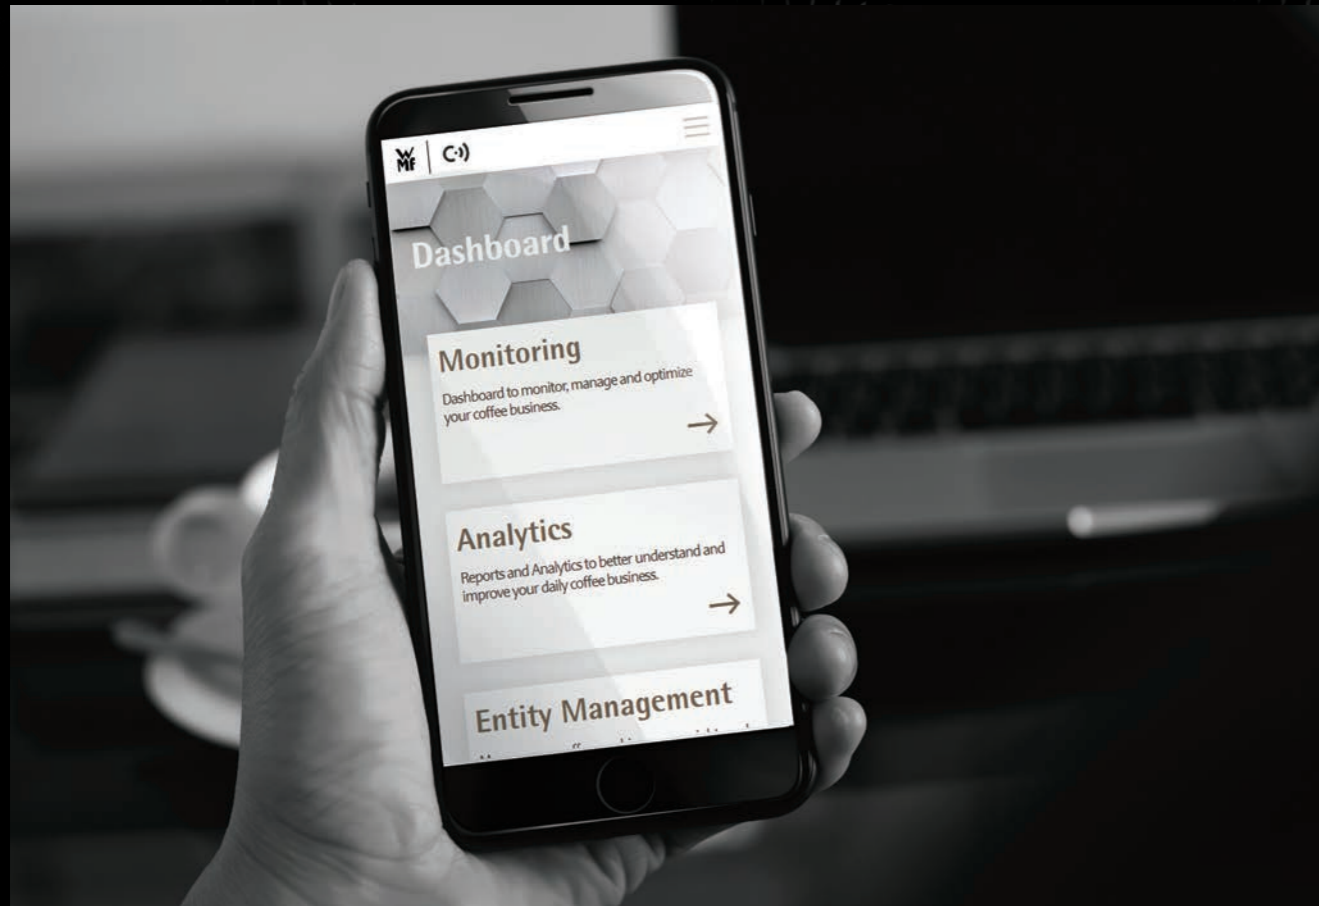 WMF
Dashboard
Monitoring
Dashboard to monitor, manage and optimize
your coffee business.
Analytics
Reports and Analytics to better understand and
improve your daily coffee business.
Entity Management